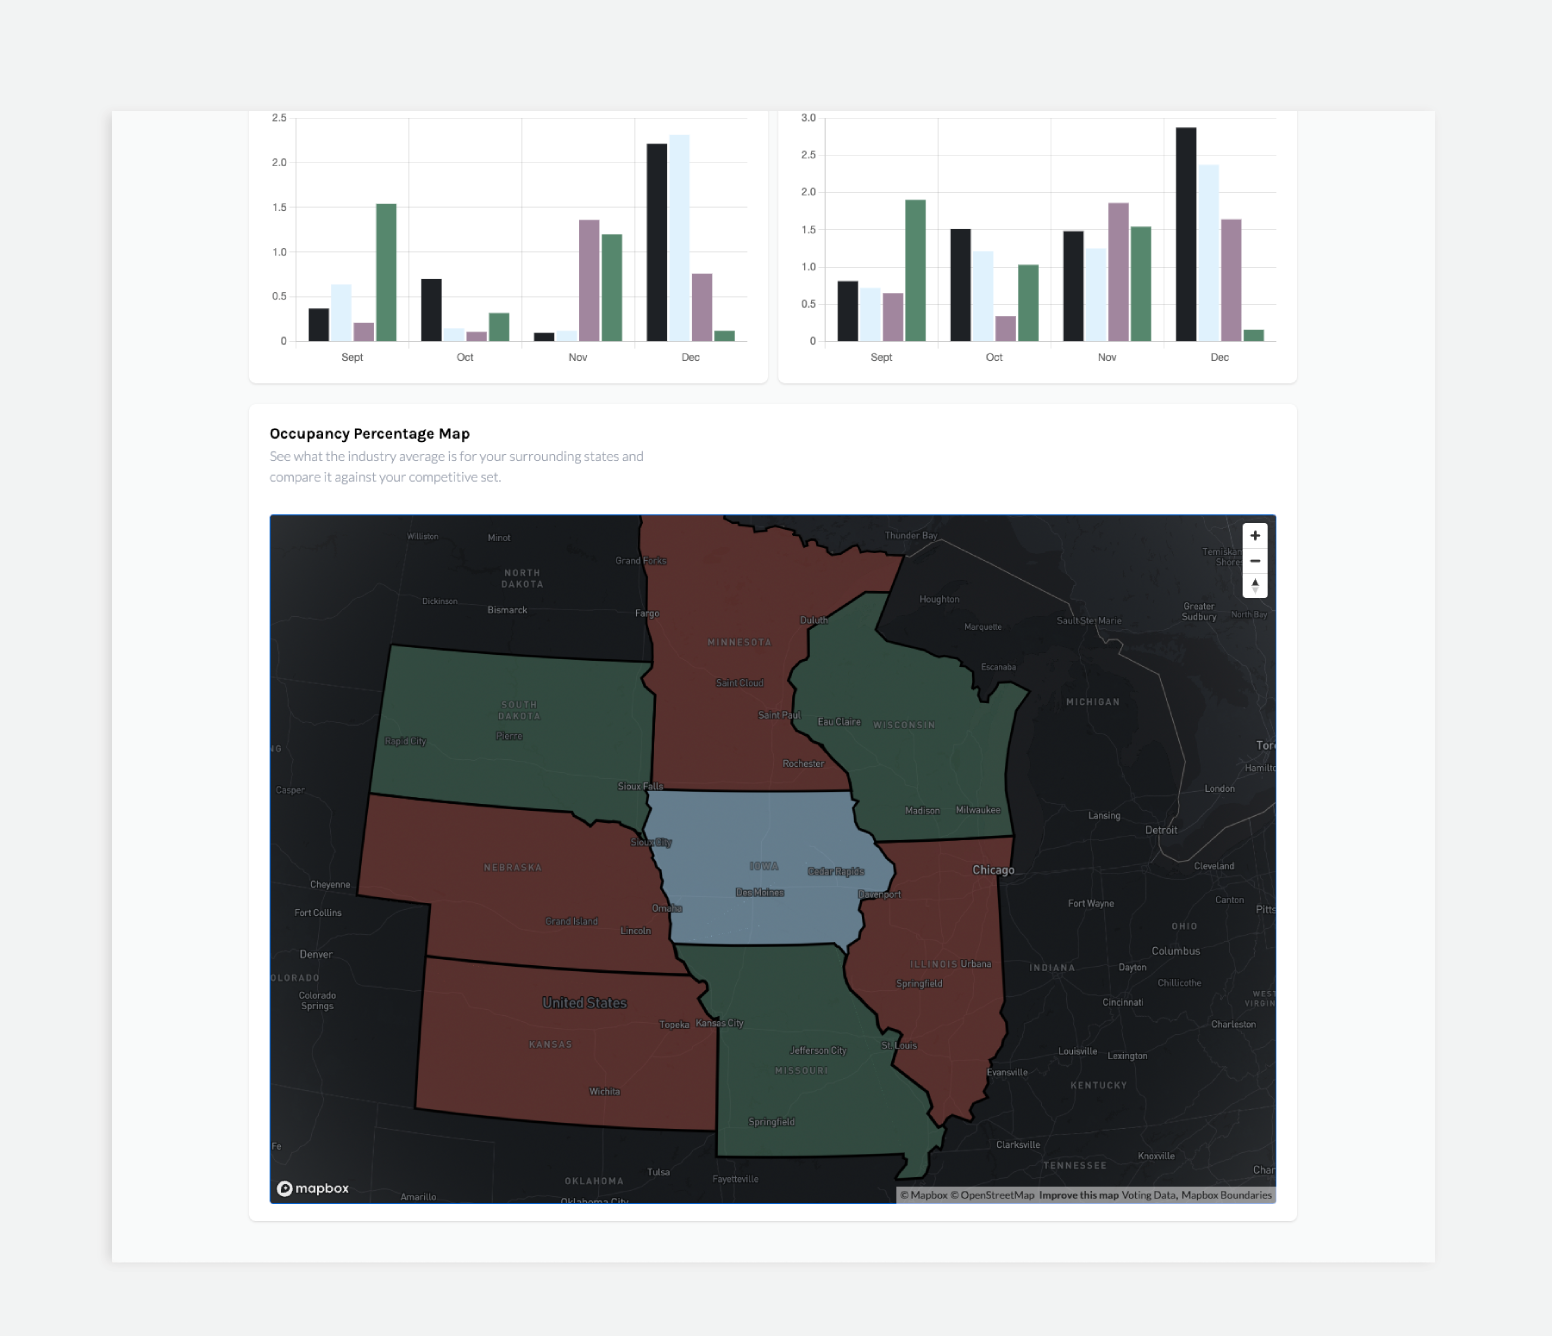 2.5
2.0
1.5
1.0
0.5
0
Sept Oct Nov Dec
3.0
2.5
2.0
1.5
1.0
0.5
0
Sept Oct Nov Dec
Occupancy Percentage Map
See what the industry average is for your surrounding states and
compare it against your competitive set.
Williston
Minot
Grand Forks
Thunder Bay
Temiskam
Shores
NORTH
DAKOTA
Dickinson
Bismarck
Fargo
Duluth
Houghton
Marquette
Sault Ste-Marie
Greater
Sudbury
North Bay
MINNESOTA
Escanaba
Saint Cloud
SOUTH
DAKOTA
Pierre
Rapid City
Saint Paul
Eau Claire
WISCONSIN
MICHIGAN
NG
Toro
Rochester
Hamilto
Casper
Sioux Falls
London
Madison
Milwaukee
Lansing
Detroit
Sioux City
NEBRASKA
IOWA
Cedar Rapids
Chicago
Cleveland
Cheyenne
Des Moines
Davenport
Fort Wayne
Canton
Fort Collins
Omaha
Pitts
Grand Island
Lincoln
OHIO
Denver
Columbus
OLORADO
ILLINOIS
Urbana
INDIANA
Dayton
Springfield
Chillicothe
Colorado
Springs
United States
Cincinnati
WEST
VIRGIN
Topeka
Kansas City
Charleston
KANSAS
Jefferson City
St. Louis
Louisville
Lexington
MISSOURI
Evansville
KENTUCKY
Wichita
Springfield
Fe
Clarksville
Knoxville
TENNESSEE
Char
Tulsa
OKLAHOMA
Fayetteville
mapbox
Amarillo
Oklahoma City
© Mapbox © OpenStreetMap Improve this map Voting Data, Mapbox Boundaries